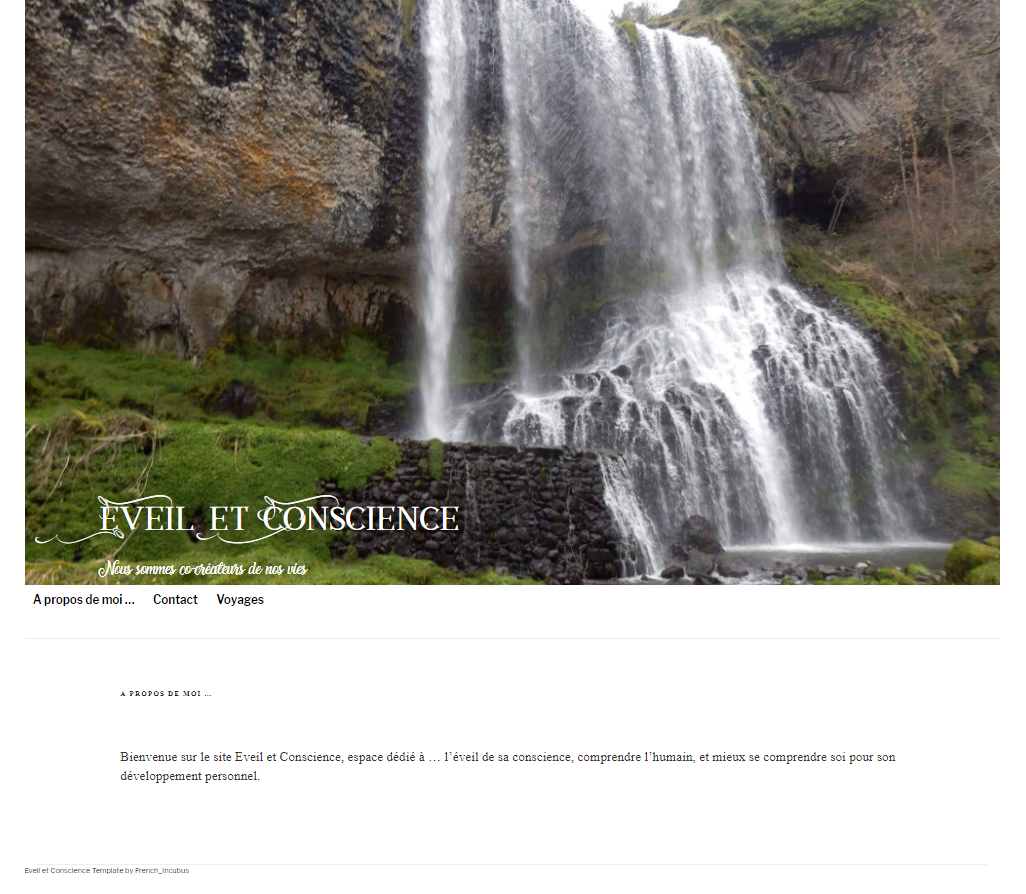 EVEIL ET CONSCIENCE
Nous sommes co-créateurs de nos vies
A propos de moi … Contact Voyages
A PROPOS DE MOI …
Bienvenue sur le site Eveil et Conscience, espace dédié à … l’éveil de sa conscience, comprendre l’humain, et mieux se comprendre soi pour son
développement personnel.
Eveil et Conscience Template by French_Incubus